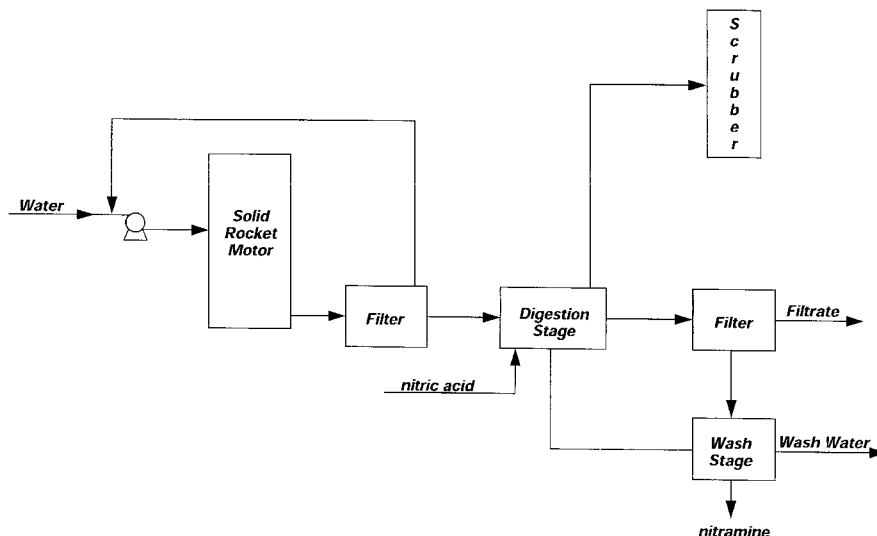 S
c
r
u
b
b
e
r
Water
Solid
Rocket
Motor
Filter
Digestion
Stage
Filter
Filtrate
nitric acid
Wash
Stage
Wash Water
nitramine